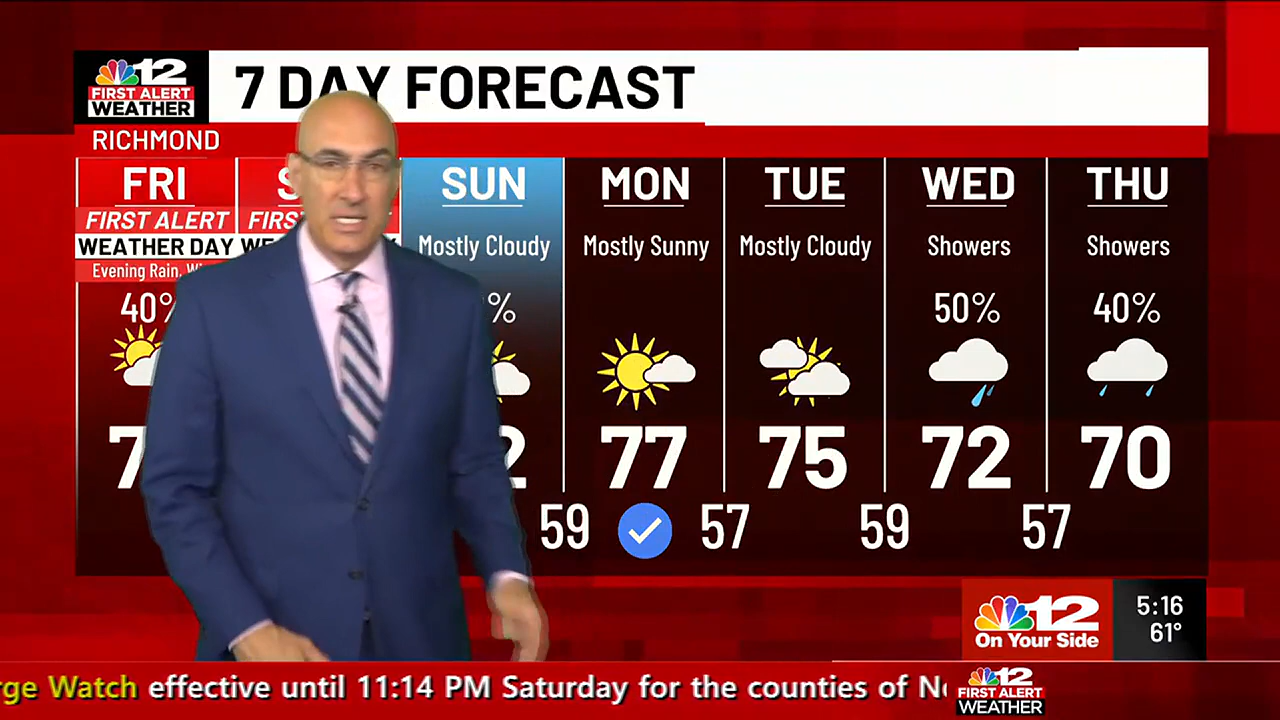 12
FIRST ALERT
WEATHER
7 DAY FORECAST
RICHMOND
FRI
SUN
MON
TUE
WED
THU
FIRST ALERT
WEATHER DAY
Evening Rain,
Mostly Cloudy
Mostly Sunny
Mostly Cloudy
Showers
Showers
40%
50%
40%
77
75
72
70
59
57
59
57
12
On Your Side
5:16
61°
Watch effective until 11:14 PM Saturday for the counties of
12
FIRST ALERT
WEATHER